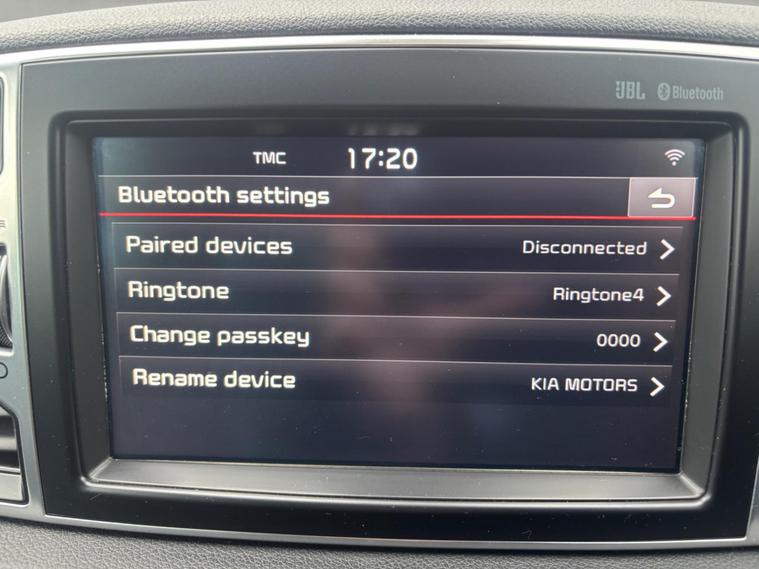 JBL Bluetooth
TMC 17:20
Bluetooth settings
Paired devices Disconnected
Ringtone Ringtone4
Change passkey 0000
Rename device KIA MOTORS